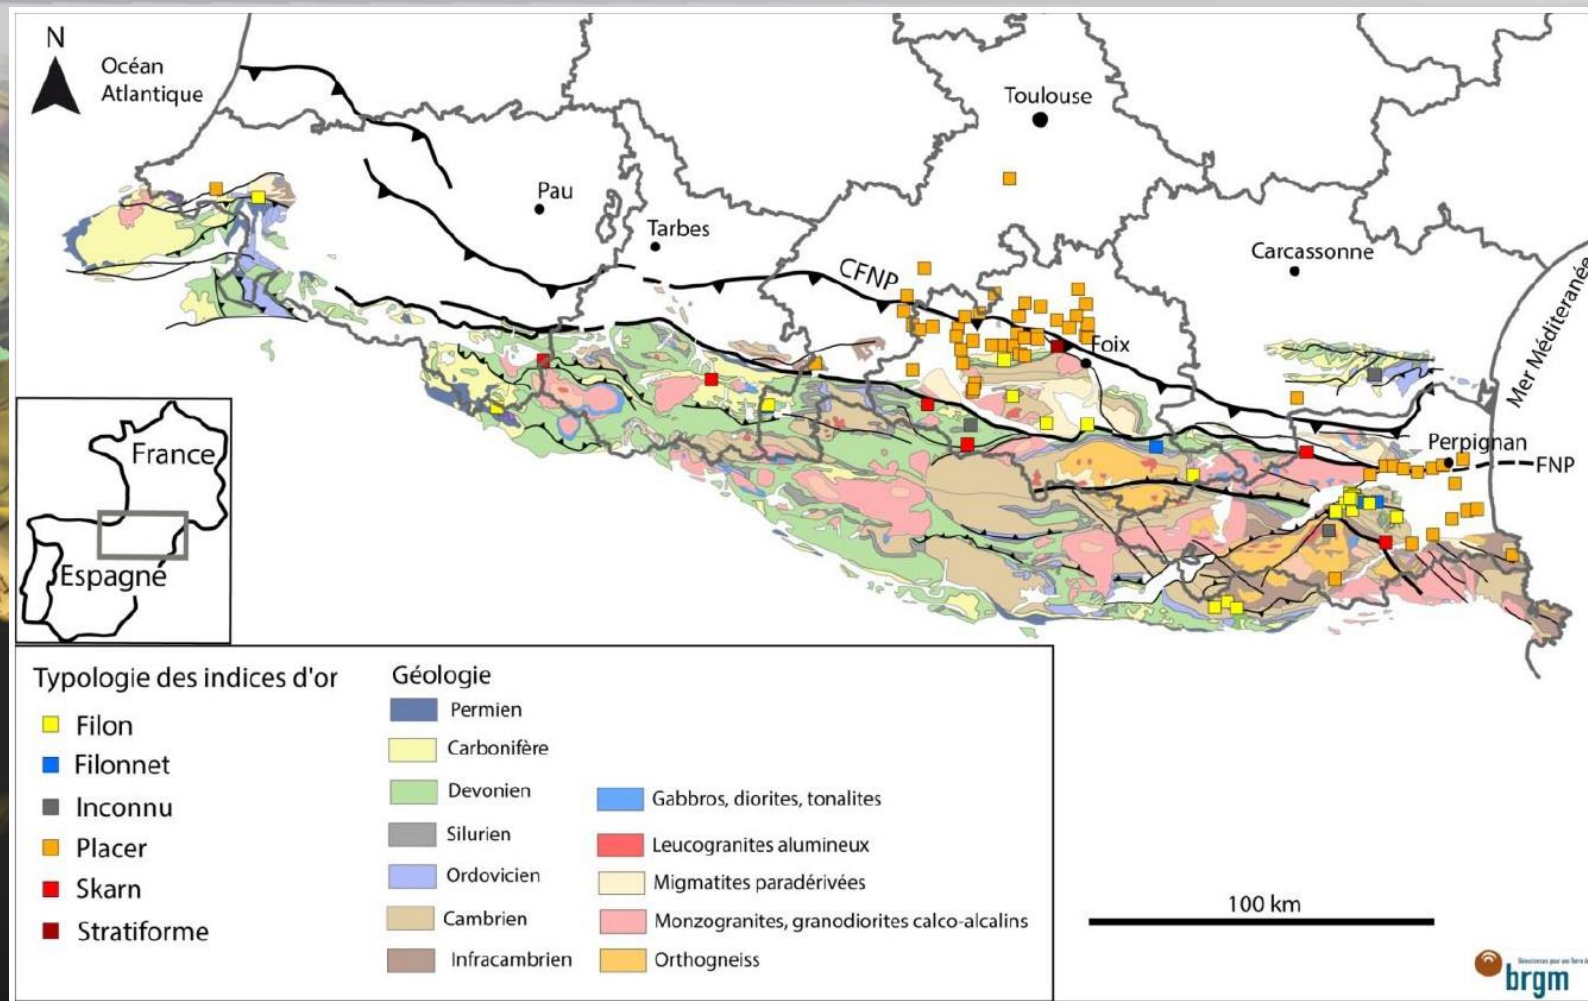 N
Océan
Atlantique
Toulouse
Pau
Tarbes
Carcassonne
CFNP
Foix
Mer Méditeranée
Perpignan
FNP
France
Espagne
Typologie des indices d'or
Filon
Filonnet
Inconnu
Placer
Skarn
Stratiforme
Géologie
Permien
Carbonifère
Devonien
Silurien
Ordovicien
Cambrien
Infracambrien
Gabbros, diorites, tonalites
Leucogranites alumineux
Migmatites paradérivées
Monzogranites, granodiorites calco-alcalins
Orthogneiss
100 km
brgm